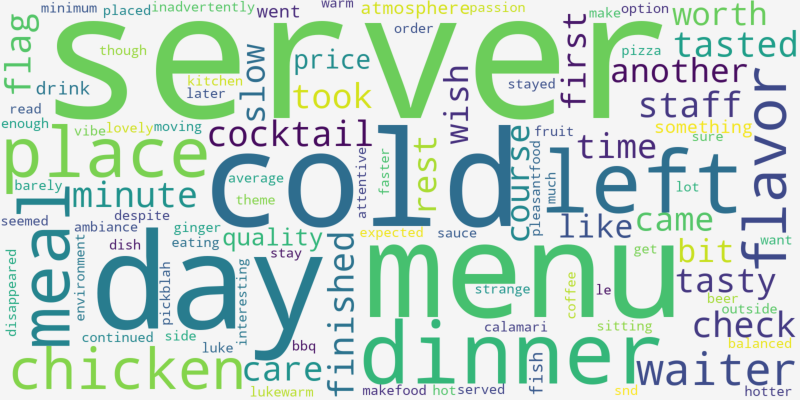 minimum placed inadvertently went warm atmosphere passion make option worth
though order pizza tasted
flag server first another
drink kitchen later slow price took wish stayed staff
read enough vibe lovely moving cocktail something sure
place cold fruit time flavor
barely minute average theme attentive faster rest course pleasantfood much left lot
seemed despite ambiance ginger like came
meal dish eating quality expected sauce get bit want
disappeared environment day pickblah interesting stay finished menu strange coffee le tasty beer outside
continued side luke bbq calamari sitting check balanced
chicken care dinner fish waiter
lukewarm makefood hot served snd hotter